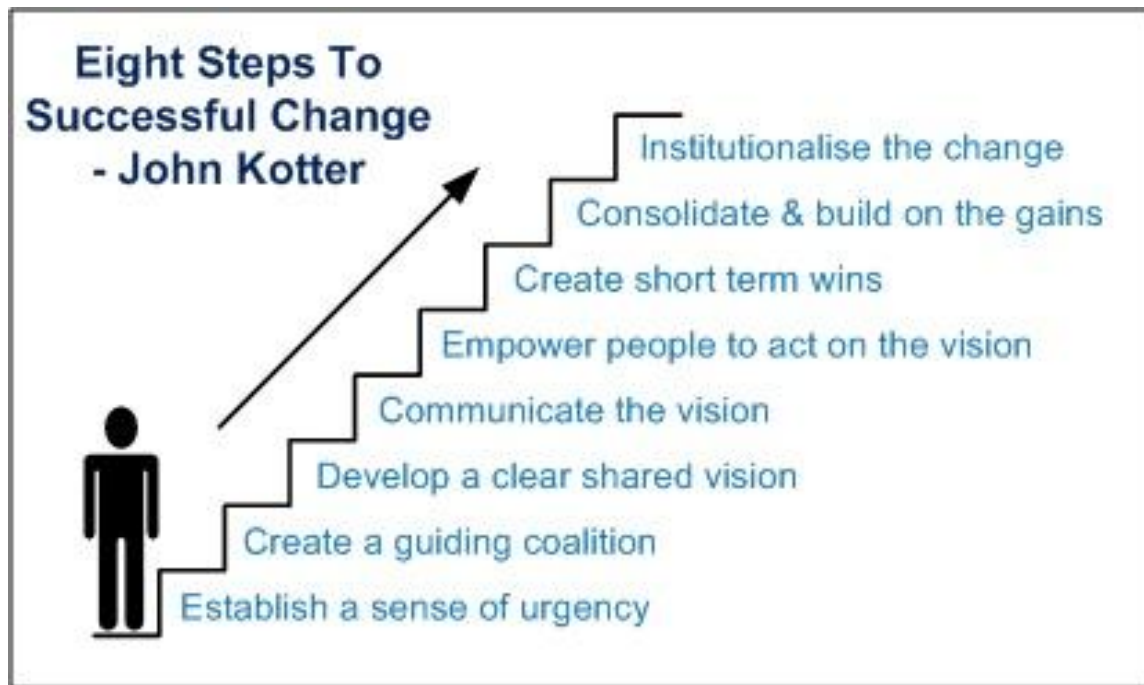 Eight Steps To
Successful Change
- John Kotter
Institutionalise the change
Consolidate & build on the gains
Create short term wins
Empower people to act on the vision
Communicate the vision
Develop a clear shared vision
Create a guiding coalition
Establish a sense of urgency